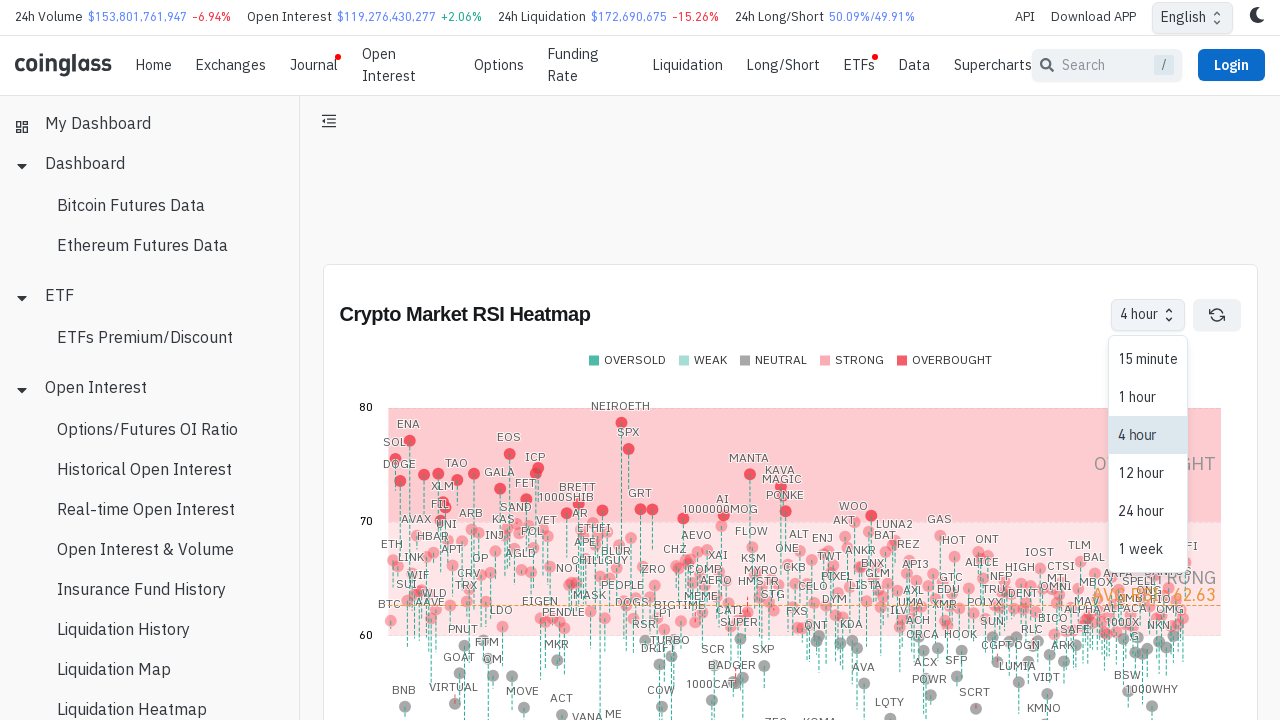 24h Volume $153,801,761,947 -6.94% Open Interest $119,276,430,277 +2.06% 24h Liquidation $172,690,675 -15.26% 24h Long/Short 50.09%/49.91% API Download APP English
coinglass Home Exchanges Journal Open Interest Options Funding Rate Liquidation Long/Short ETFs Data Supercharts Search / Login
My Dashboard
Dashboard
Bitcoin Futures Data
Ethereum Futures Data
ETF
ETFs Premium/Discount
Open Interest
Options/Futures OI Ratio
Historical Open Interest
Real-time Open Interest
Open Interest & Volume
Insurance Fund History
Liquidation History
Liquidation Map
Liquidation Heatmap
Crypto Market RSI Heatmap
4 hour
OVERSOLD WEAK NEUTRAL STRONG OVERBOUGHT
15 minute
1 hour
4 hour
12 hour
24 hour
1 week
80
70
60
NEIROETH
ENA
SPX
EOS
SOL
DOGE
TAO
ICP
GALA
MANTA
KAVA
MAGIC
XLM
FET
BRETT
1000SHIB
GRT
PONKE
AI
FIL
SAND
1000000MOG
WOO
ARB
AR
AVAX
UNI
KAS
VET
ETHFI
AKT
LUNA2
GAS
HBAR
INJ
POL
AEVO
FLOW
ALT
ENJ
BAT
REZ
HOT
ONT
ETH
LINK
APT
OP
AGLD
APE
BLUR
CHZ
XAI
ONE
ANKR
IOST
TLM
BAL
WIF
CRV
CHILLGUY
ZRO
COMP
KSM
MYRO
CKB
TWT
BNX
API3
ALICE
HIGH
CTSI
SUI
TRX
NOT
PEOPLE
AERO
HMSTR
PIXEL
GLM
GTC
NFP
MTL
MBOX
WLD
AAVE
MASK
MEME
STG
LISTA
AXL
EDU
TRU
OMNI
SPELL
BTC
LDO
EIGEN
PENDLE
DOGS
LPT
BIGTIME
CATI
FXS
DYM
ILV
UMA
XMR
POLYX
DENT
MAV
ALPHA
ALPACA
ONG
OMG
PNUT
FTM
MKR
RSR
TURBO
SUPER
QNT
KDA
ACH
SUN
RLC
BICO
SAFE
1000X
NKN
GOAT
OM
DRIFT
SCR
SXP
ORCA
HOOK
CGPT
OGN
ARK
BADGER
AVA
ACX
SFP
LUMIA
BSW
BNB
VIRTUAL
MOVE
1000CAT
POWR
VIDT
1000WHY
COW
SCRT
ACT
LQTY
KMNO
VANA
ME